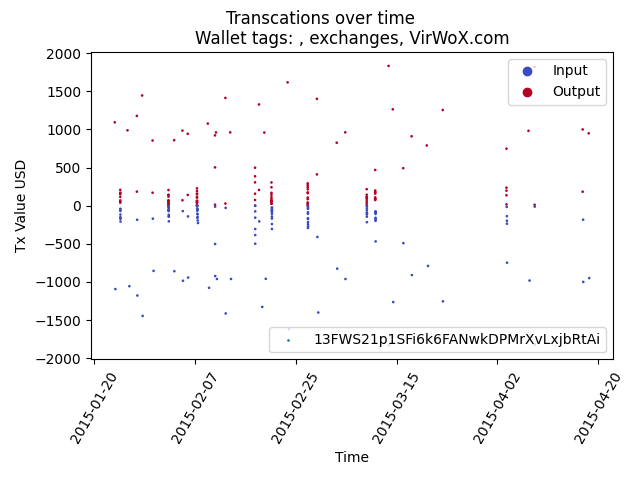 Transcations over time
Wallet tags: , exchanges, VirWoX.com
Tx Value USD
2000
1500
1000
500
0
−500
−1000
−1500
−2000
Input
Output
13FWS21p1SFi6k6FANwkDPMrXvLxjbRtAi
2015-01-20
2015-02-07
2015-02-25
2015-03-15
2015-04-02
2015-04-20
Time